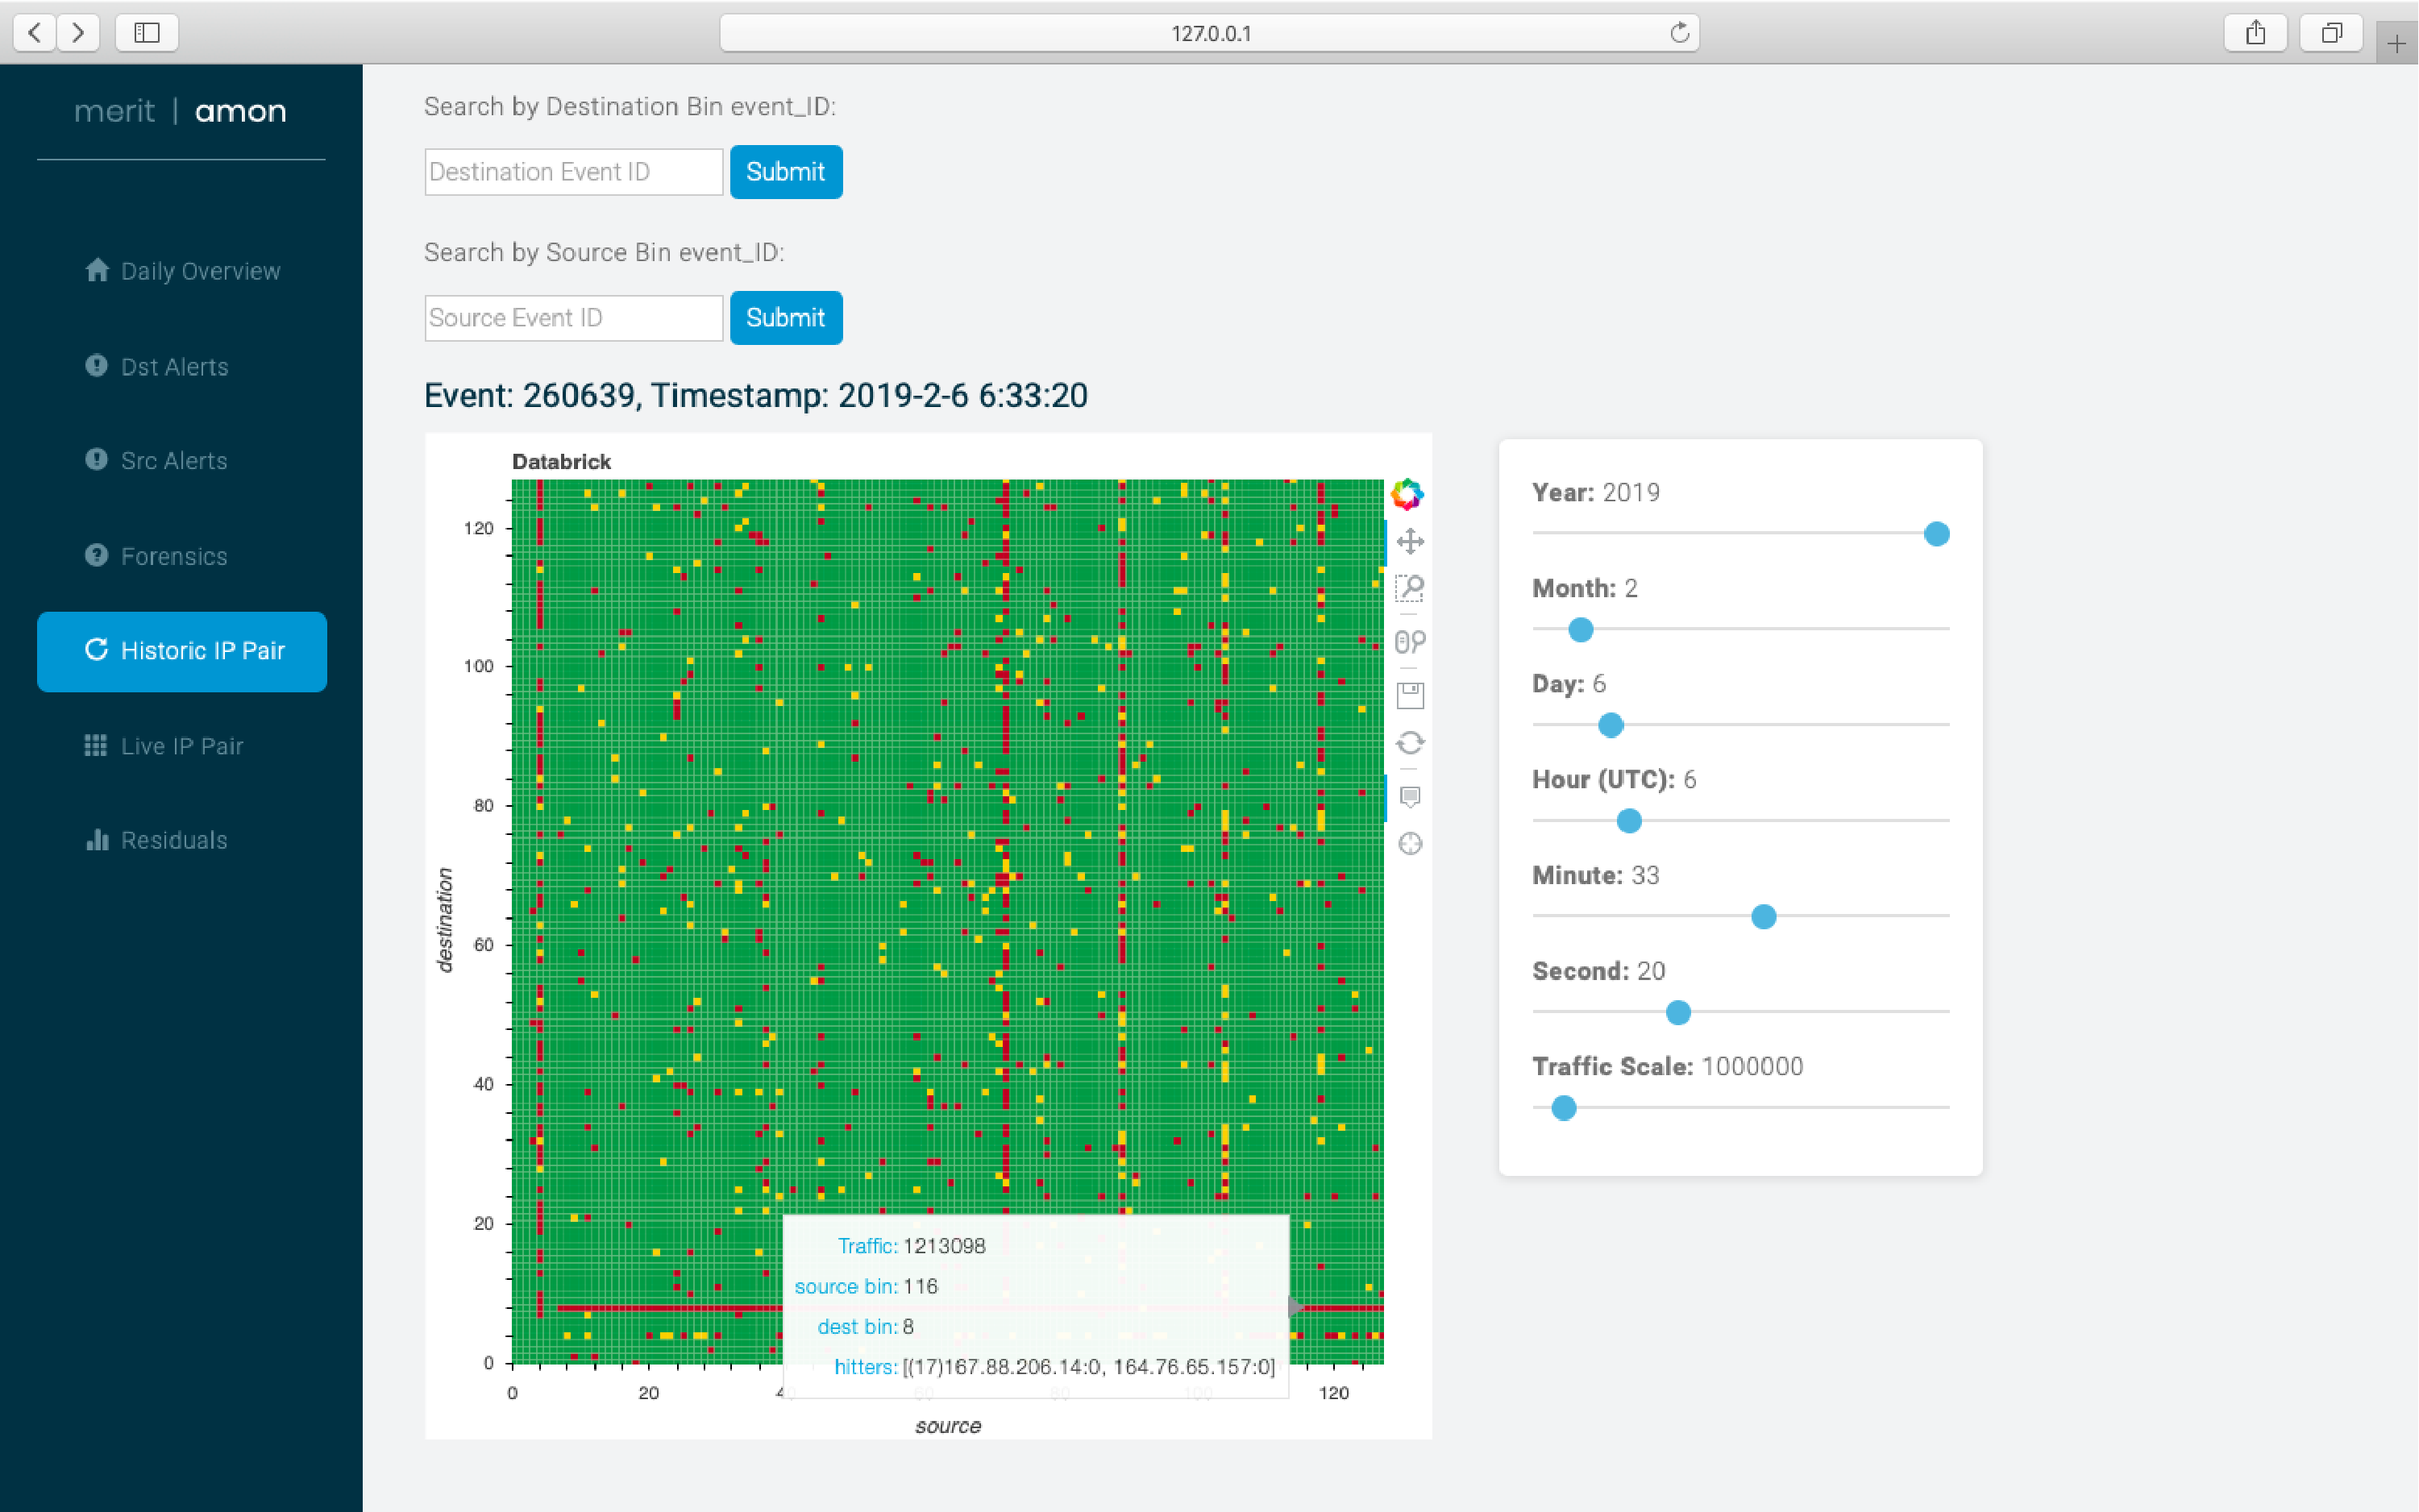 127.0.0.1
merit | amon
Daily Overview
Dst Alerts
Src Alerts
Forensics
Historic IP Pair
Live IP Pair
Residuals
Search by Destination Bin event_ID:
Destination Event ID Submit
Search by Source Bin event_ID:
Source Event ID Submit
Event: 260639, Timestamp: 2019-2-6 6:33:20
Databrick
120
100
80
60
40
20
0
destination
0 20 40 60 80 100 120
source
Traffic: 1213098
source bin: 116
dest bin: 8
hitters: [(17)167.88.206.14:0, 164.76.65.157:0]
Year: 2019
Month: 2
Day: 6
Hour (UTC): 6
Minute: 33
Second: 20
Traffic Scale: 1000000